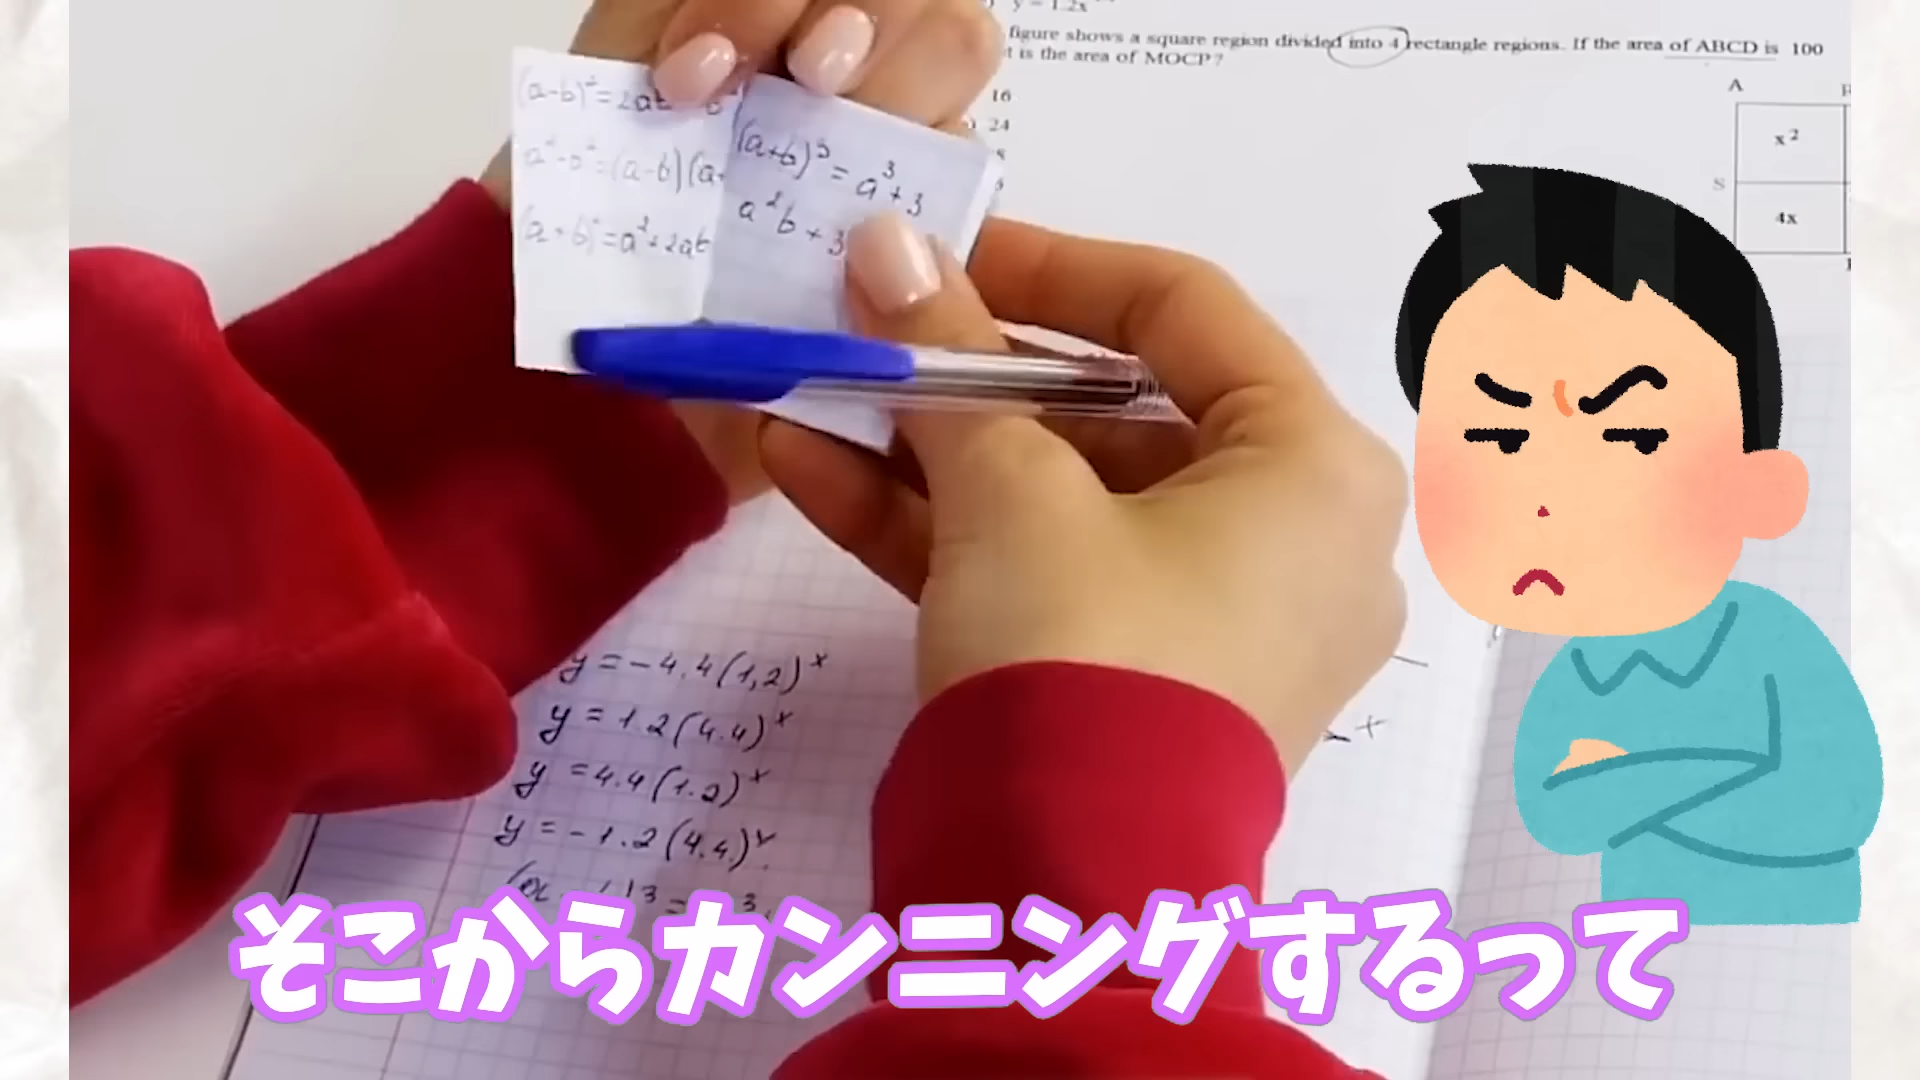 y = 1.2x
figure shows a square region divided into 4 rectangle regions. If the area of ABCD is 100
t is the area of MOCP?
16
24
A
x²
S
4x
(a-b)²=2ab
a²-b²=(a-b)(a+
(a+b)²=a²+2ab
(a+b)³=a³+3
a²b+3
y=-4.4(1,2)ˣ
y=1.2(4.4)ˣ
y=4.4(1.2)ˣ
y=-1.2(4.4)ˣ
そこからカンニングするって